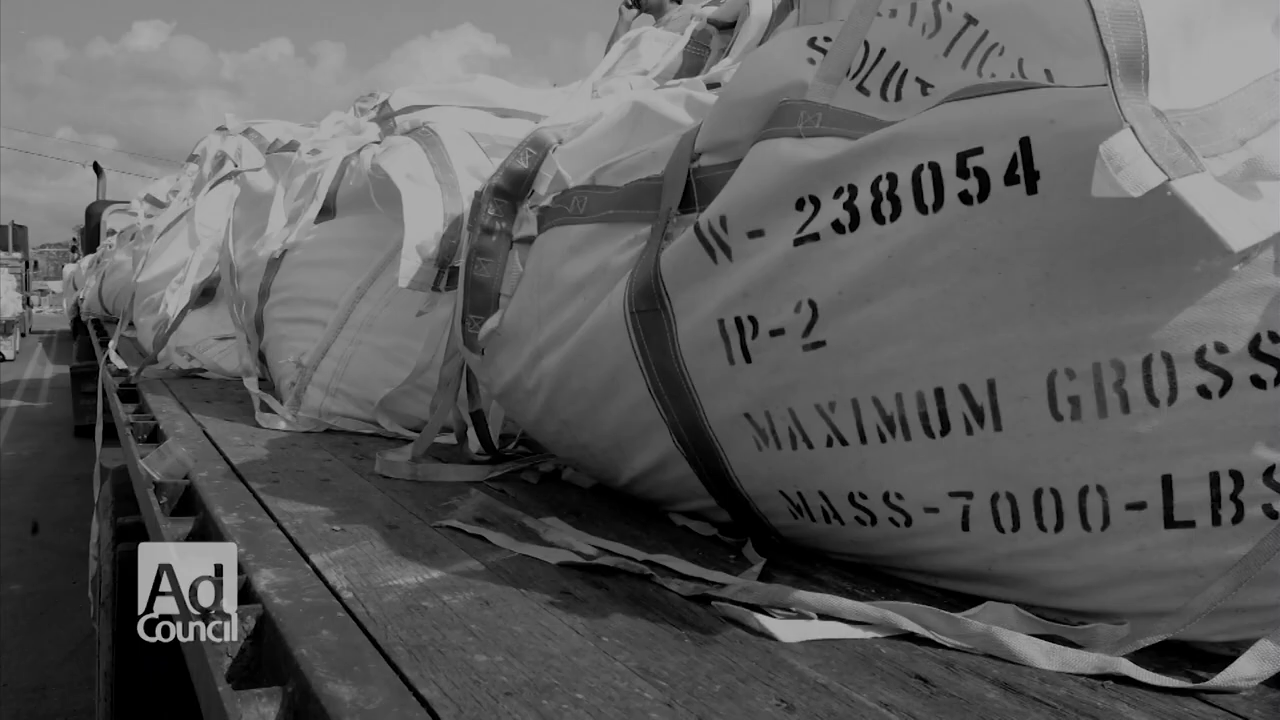 W-238054
IP-2
MAXIMUM GROSS
MASS-7000-LBS
Ad
Council